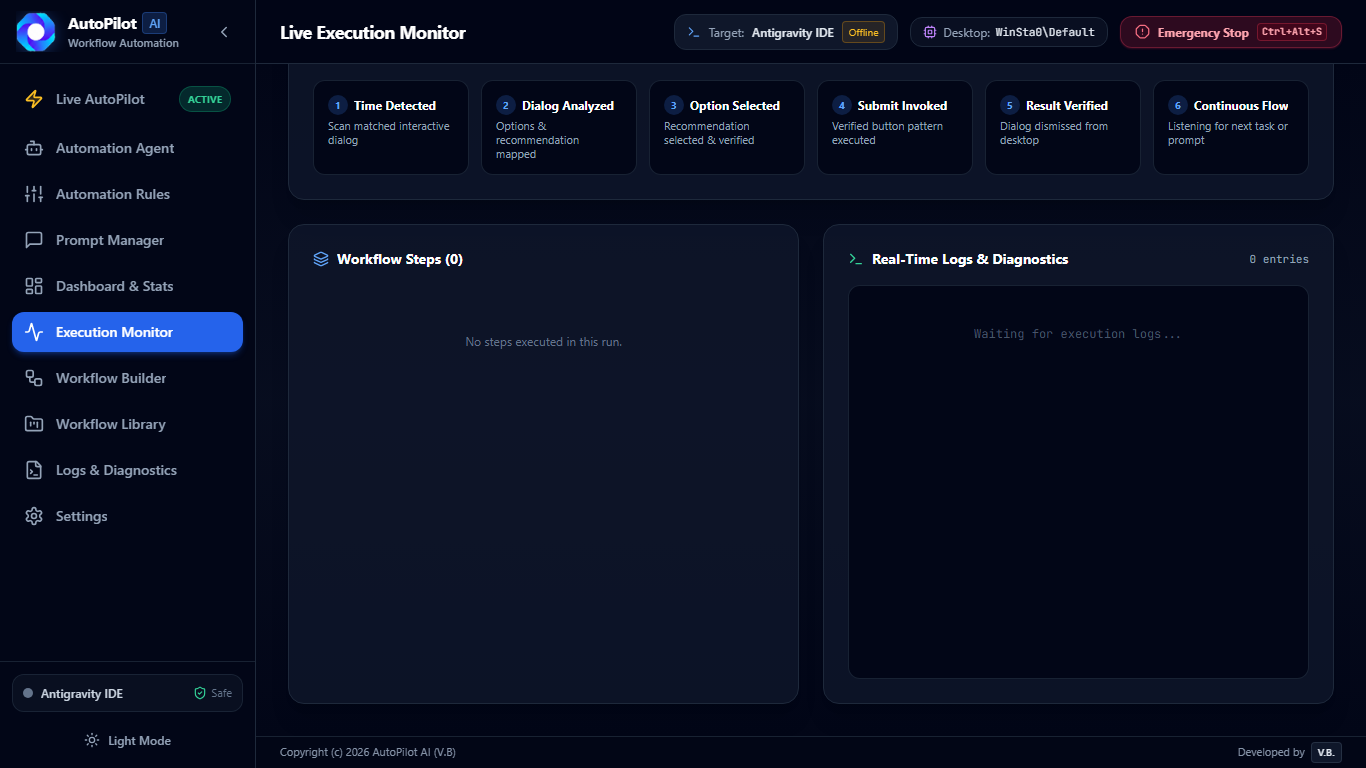 AutoPilot AI
Workflow Automation
Live AutoPilot ACTIVE
Automation Agent
Automation Rules
Prompt Manager
Dashboard & Stats
Execution Monitor
Workflow Builder
Workflow Library
Logs & Diagnostics
Settings
Antigravity IDE Safe
Light Mode
Live Execution Monitor
Target: Antigravity IDE Offline
Desktop: WinSta0\Default
Emergency Stop Ctrl+Alt+S
1 Time Detected
Scan matched interactive
dialog
2 Dialog Analyzed
Options &
recommendation
mapped
3 Option Selected
Recommendation
selected & verified
4 Submit Invoked
Verified button pattern
executed
5 Result Verified
Dialog dismissed from
desktop
6 Continuous Flow
Listening for next task or
prompt
Workflow Steps (0)
No steps executed in this run.
Real-Time Logs & Diagnostics 0 entries
Waiting for execution logs...
Copyright (c) 2026 AutoPilot AI (V.B)
Developed by V.B.